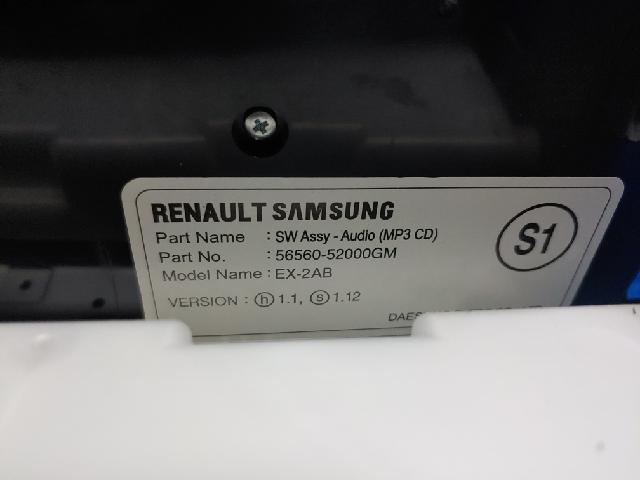 RENAULT SAMSUNG
Part Name : SW Assy - Audio (MP3 CD)
S1
Part No. : 56560-52000GM
Model Name : EX-2AB
VERSION : ⓗ 1.1, ⓢ 1.12